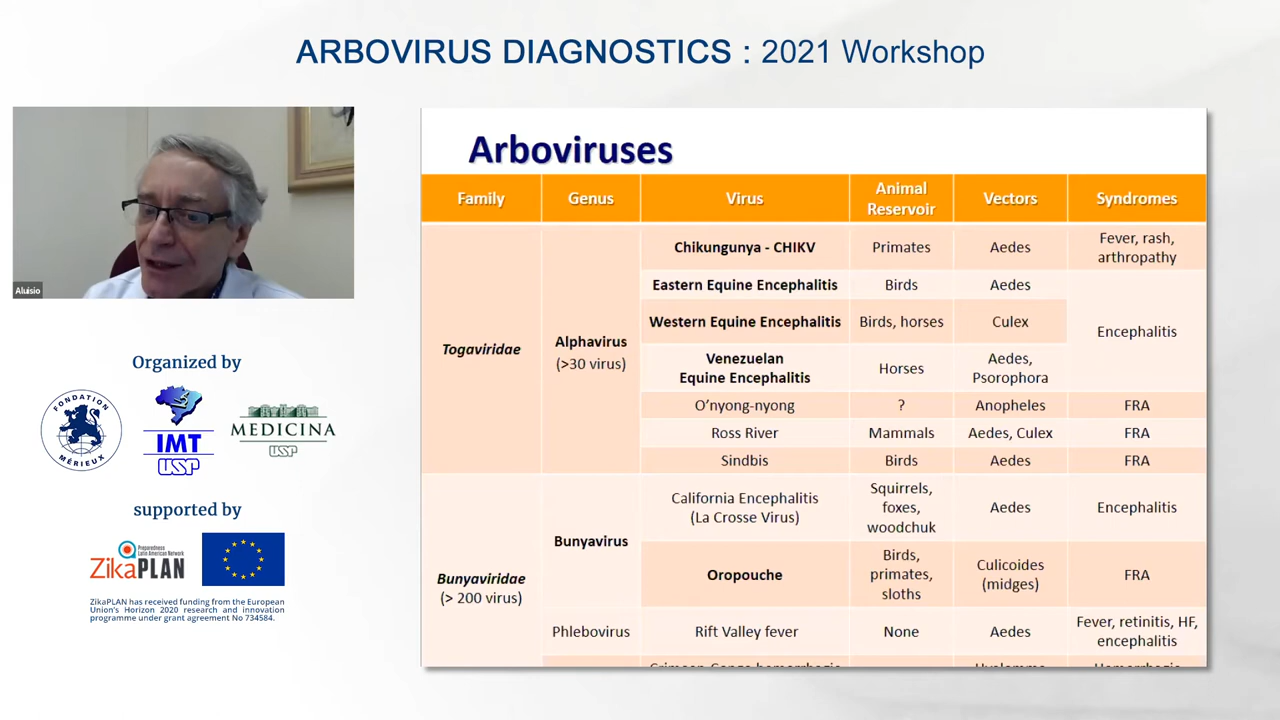 ARBOVIRUS DIAGNOSTICS : 2021 Workshop
Aluisio
Organized by
FONDATION
MÉRIEUX
IMT
USP
MEDICINA
USP
supported by
Preparedness
Latin American Network
ZikaPLAN
ZikaPLAN has received funding from the European
Union's Horizon 2020 research and innovation
programme under grant agreement No 734584.
Arboviruses
Family Genus Virus Animal Reservoir Vectors Syndromes
Togaviridae
Alphavirus
(>30 virus)
Chikungunya - CHIKV Primates Aedes Fever, rash, arthropathy
Eastern Equine Encephalitis Birds Aedes
Western Equine Encephalitis Birds, horses Culex
Encephalitis
Venezuelan
Equine Encephalitis
Horses
Aedes,
Psorophora
O'nyong-nyong ? Anopheles FRA
Ross River Mammals Aedes, Culex FRA
Sindbis Birds Aedes FRA
Bunyaviridae
(> 200 virus)
Bunyavirus
California Encephalitis
(La Crosse Virus)
Squirrels,
foxes,
woodchuk
Aedes
Encephalitis
Oropouche
Birds,
primates,
sloths
Culicoides
(midges)
FRA
Phlebovirus Rift Valley fever None Aedes
Fever, retinitis, HF,
encephalitis